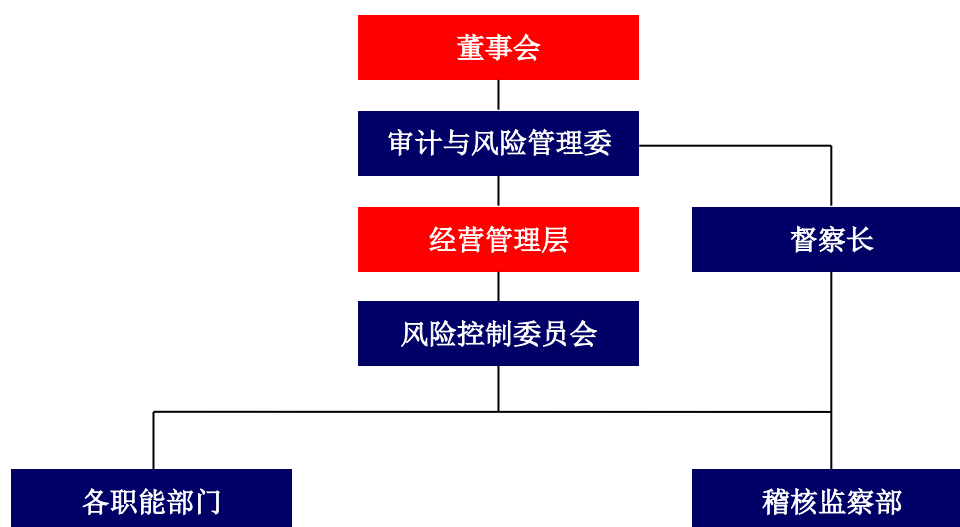 董事会
审计与风险管理委
经营管理层
督察长
风险控制委员会
各职能部门
稽核监察部